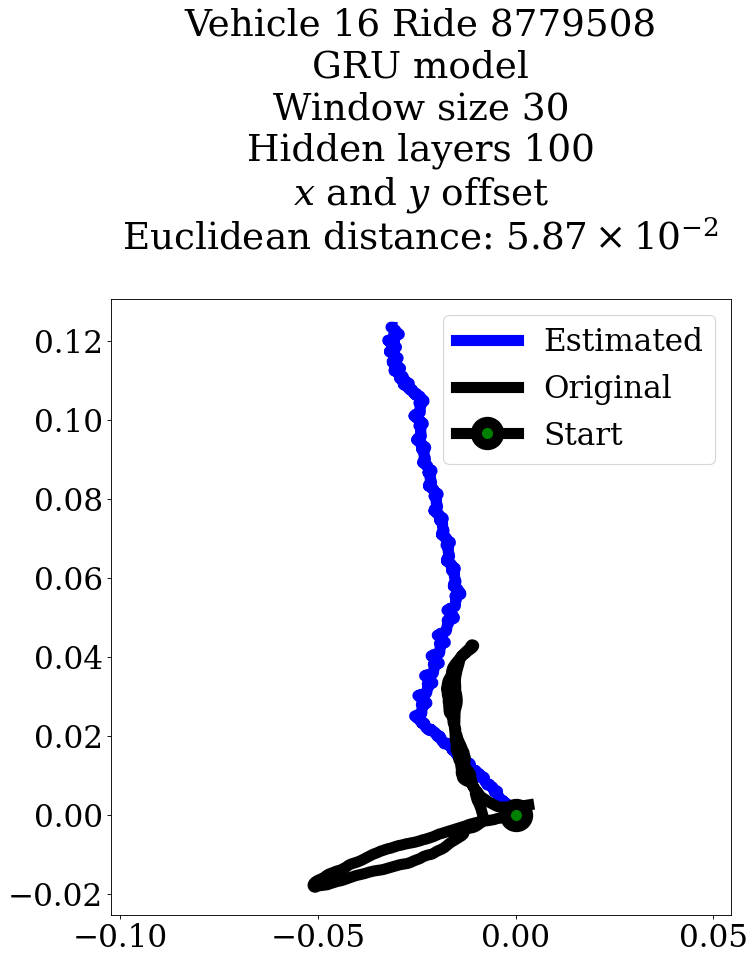 Vehicle 16 Ride 8779508
GRU model
Window size 30
Hidden layers 100
x and y offset
Euclidean distance: 5.87 × 10⁻²
Estimated
Original
Start
0.12
0.10
0.08
0.06
0.04
0.02
0.00
−0.02
−0.10 −0.05 0.00 0.05